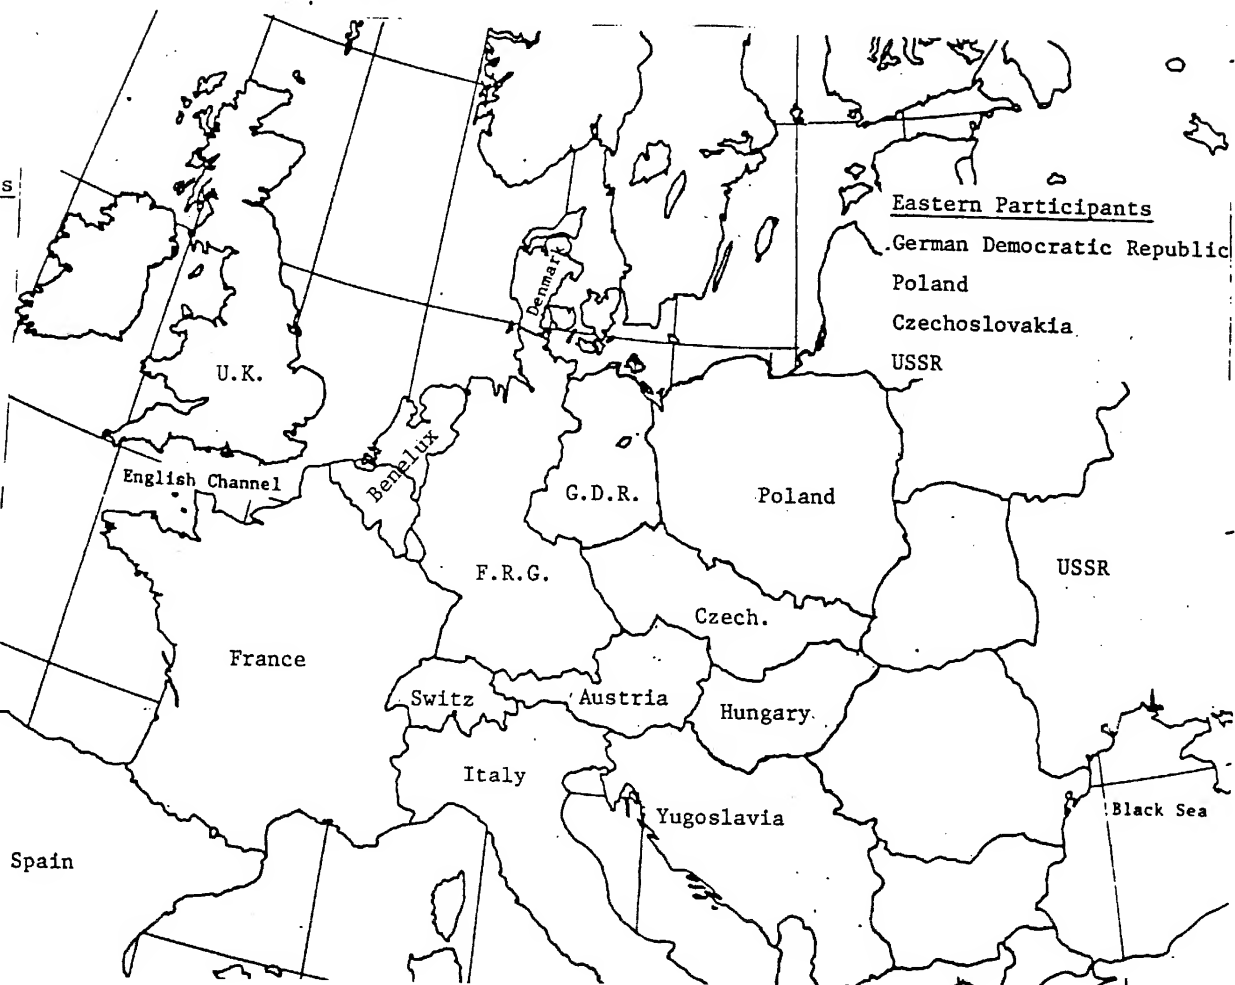 s
Eastern Participants
.German Democratic Republic
Poland
Czechoslovakia
USSR
Denmark
U.K.
Benelux
English Channel
G.D.R.
Poland
F.R.G.
USSR
Czech.
France
Switz
Austria
Hungary
Italy
Yugoslavia
Black Sea
Spain